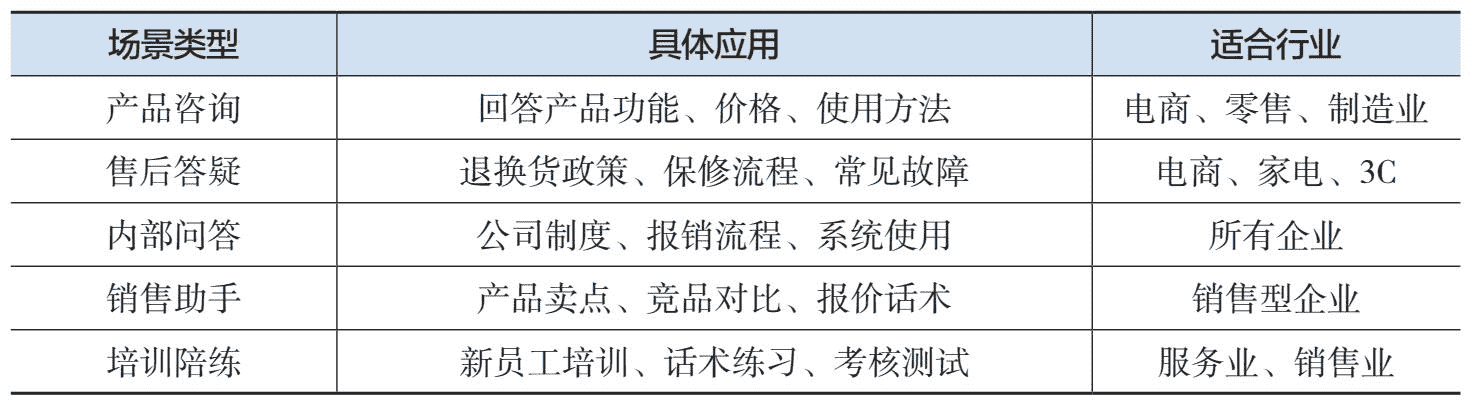 场景类型 具体应用 适合行业
产品咨询 回答产品功能、价格、使用方法 电商、零售、制造业
售后答疑 退换货政策、保修流程、常见故障 电商、家电、3C
内部问答 公司制度、报销流程、系统使用 所有企业
销售助手 产品卖点、竞品对比、报价话术 销售型企业
培训陪练 新员工培训、话术练习、考核测试 服务业、销售业